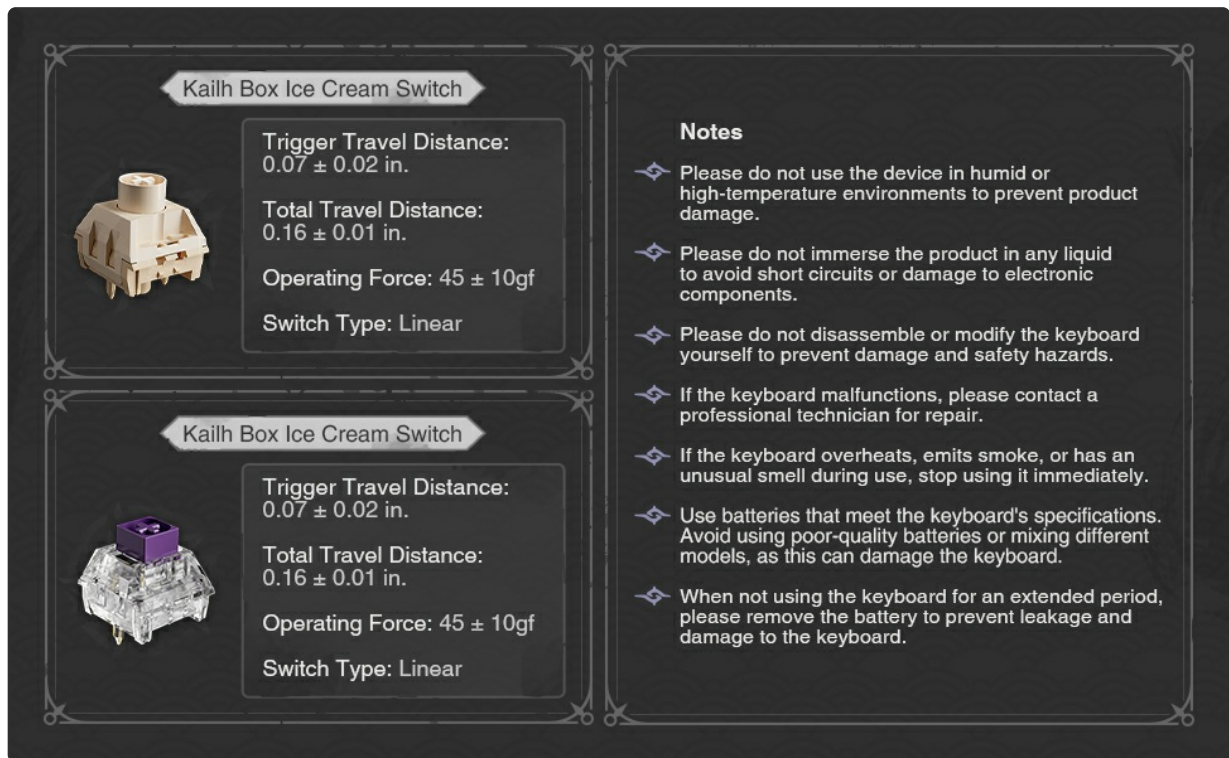 Kailh Box Ice Cream Switch
Trigger Travel Distance:
0.07 ± 0.02 in.
Total Travel Distance:
0.16 ± 0.01 in.
Operating Force: 45 ± 10gf
Switch Type: Linear
Kailh Box Ice Cream Switch
Trigger Travel Distance:
0.07 ± 0.02 in.
Total Travel Distance:
0.16 ± 0.01 in.
Operating Force: 45 ± 10gf
Switch Type: Linear
Notes
Please do not use the device in humid or
high-temperature environments to prevent product
damage.
Please do not immerse the product in any liquid
to avoid short circuits or damage to electronic
components.
Please do not disassemble or modify the keyboard
yourself to prevent damage and safety hazards.
If the keyboard malfunctions, please contact a
professional technician for repair.
If the keyboard overheats, emits smoke, or has an
unusual smell during use, stop using it immediately.
Use batteries that meet the keyboard's specifications.
Avoid using poor-quality batteries or mixing different
models, as this can damage the keyboard.
When not using the keyboard for an extended period,
please remove the battery to prevent leakage and
damage to the keyboard.